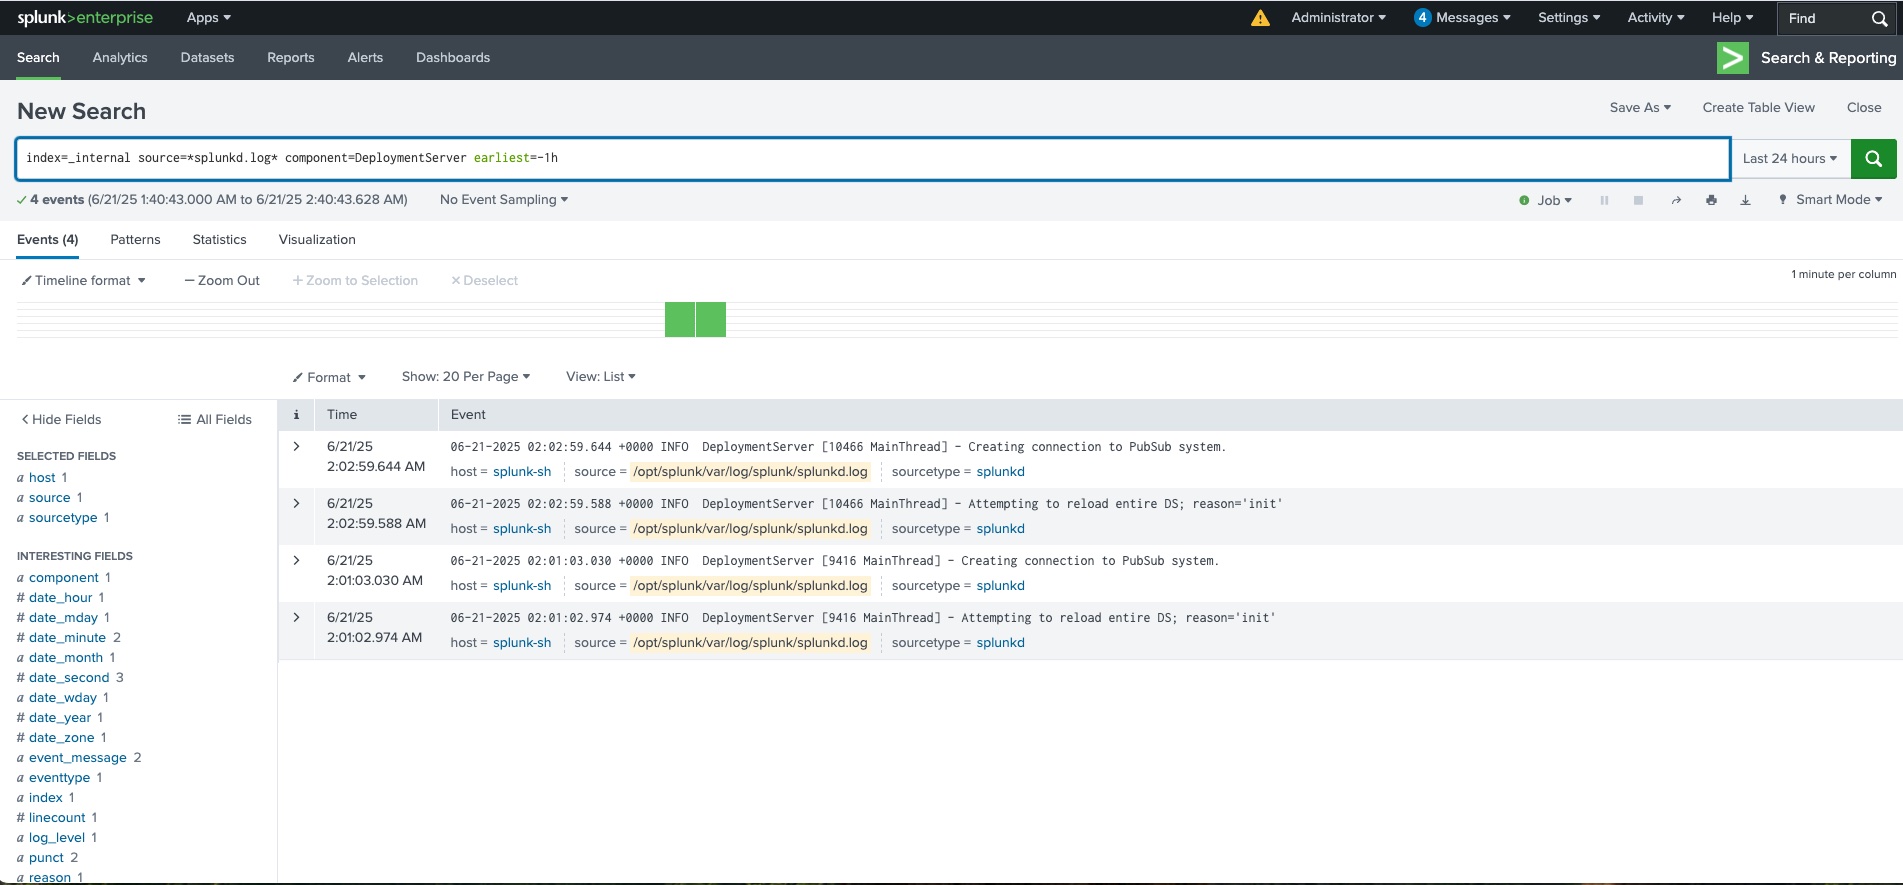 splunk>enterprise Apps Administrator 4 Messages Settings Activity Help Find
Search Analytics Datasets Reports Alerts Dashboards Search & Reporting
New Search Save As Create Table View Close
index=_internal source=*splunkd.log* component=DeploymentServer earliest=-1h Last 24 hours
4 events (6/21/25 1:40:43.000 AM to 6/21/25 2:40:43.628 AM) No Event Sampling Job Smart Mode
Events (4) Patterns Statistics Visualization
Timeline format — Zoom Out + Zoom to Selection × Deselect 1 minute per column
Format Show: 20 Per Page View: List
< Hide Fields All Fields
i Time Event
SELECTED FIELDS
a host 1
a source 1
a sourcetype 1
INTERESTING FIELDS
a component 1
# date_hour 1
# date_mday 1
# date_minute 2
a date_month 1
# date_second 3
a date_wday 1
# date_year 1
# date_zone 1
a event_message 2
a eventtype 1
a index 1
# linecount 1
a log_level 1
a punct 2
a reason 1
6/21/25
2:02:59.644 AM
06-21-2025 02:02:59.644 +0000 INFO  DeploymentServer [10466 MainThread] - Creating connection to PubSub system.
host = splunk-sh source = /opt/splunk/var/log/splunk/splunkd.log sourcetype = splunkd
6/21/25
2:02:59.588 AM
06-21-2025 02:02:59.588 +0000 INFO  DeploymentServer [10466 MainThread] - Attempting to reload entire DS; reason='init'
host = splunk-sh source = /opt/splunk/var/log/splunk/splunkd.log sourcetype = splunkd
6/21/25
2:01:03.030 AM
06-21-2025 02:01:03.030 +0000 INFO  DeploymentServer [9416 MainThread] - Creating connection to PubSub system.
host = splunk-sh source = /opt/splunk/var/log/splunk/splunkd.log sourcetype = splunkd
6/21/25
2:01:02.974 AM
06-21-2025 02:01:02.974 +0000 INFO  DeploymentServer [9416 MainThread] - Attempting to reload entire DS; reason='init'
host = splunk-sh source = /opt/splunk/var/log/splunk/splunkd.log sourcetype = splunkd